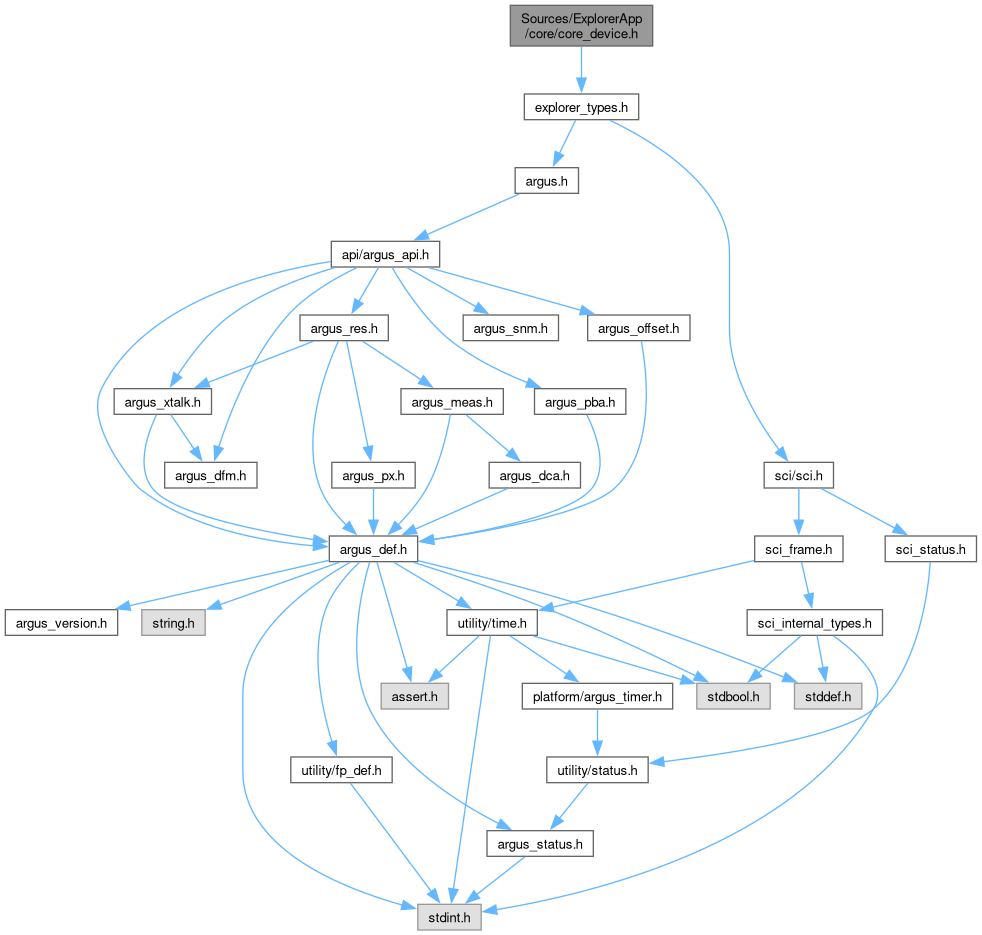 Sources/ExplorerApp
/core/core_device.h
explorer_types.h
argus.h
api/argus_api.h
argus_res.h
argus_snm.h
argus_offset.h
argus_xtalk.h
argus_meas.h
argus_pba.h
argus_dfm.h
argus_px.h
argus_dca.h
sci/sci.h
argus_def.h
sci_frame.h
sci_status.h
argus_version.h
string.h
utility/time.h
sci_internal_types.h
assert.h
platform/argus_timer.h
stdbool.h
stddef.h
utility/fp_def.h
utility/status.h
argus_status.h
stdint.h